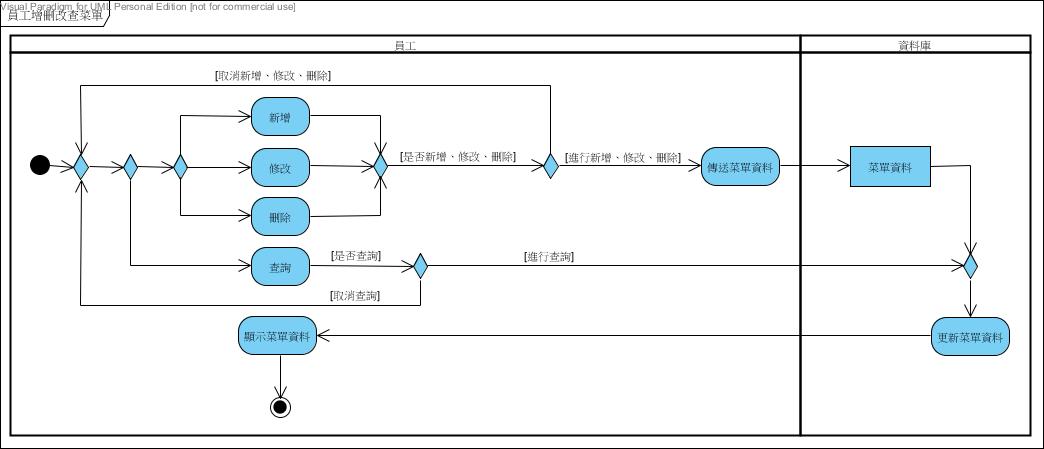 Visual Paradigm for UML Personal Edition [not for commercial use]
員工增刪改查菜單
員工
資料庫
[取消新增、修改、刪除]
新增
[是否新增、修改、刪除]
[進行新增、修改、刪除]
修改
傳送菜單資料
菜單資料
刪除
[是否查詢]
[進行查詢]
查詢
[取消查詢]
顯示菜單資料
更新菜單資料